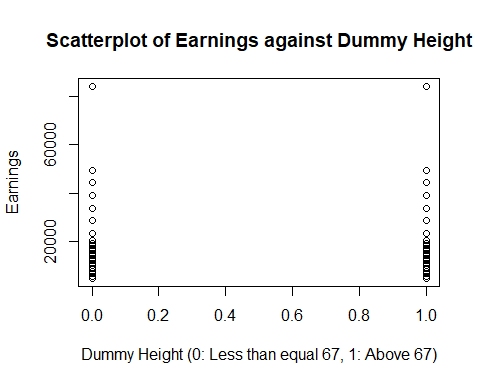 Scatterplot of Earnings against Dummy Height
Earnings
60000
20000
0.0 0.2 0.4 0.6 0.8 1.0
Dummy Height (0: Less than equal 67, 1: Above 67)